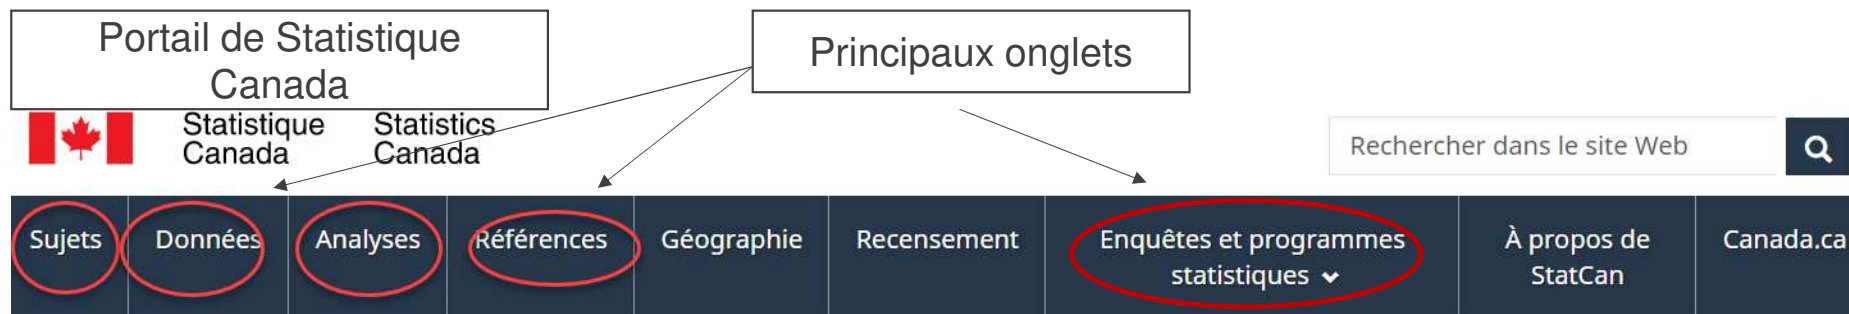 Portail de Statistique
Canada
Principaux onglets
Statistique
Canada
Statistics
Canada
Rechercher dans le site Web
Sujets
Données
Analyses
Références
Géographie
Recensement
Enquêtes et programmes
statistiques
À propos de
StatCan
Canada.ca